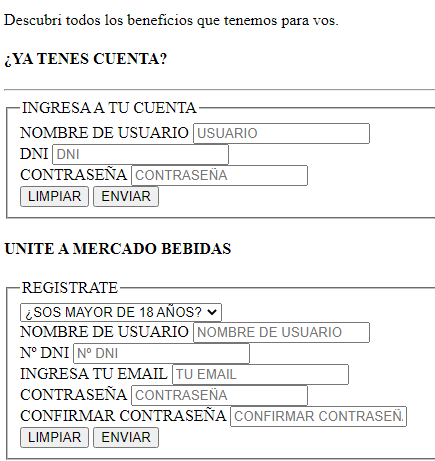 Descubri todos los beneficios que tenemos para vos.
¿YA TENES CUENTA?
INGRESA A TU CUENTA
NOMBRE DE USUARIO USUARIO
DNI DNI
CONTRASEÑA CONTRASEÑA
LIMPIAR ENVIAR
UNITE A MERCADO BEBIDAS
REGISTRATE
¿SOS MAYOR DE 18 AÑOS?
NOMBRE DE USUARIO NOMBRE DE USUARIO
Nº DNI Nº DNI
INGRESA TU EMAIL TU EMAIL
CONTRASEÑA CONTRASEÑA
CONFIRMAR CONTRASEÑA CONFIRMAR CONTRASEÑ
LIMPIAR ENVIAR